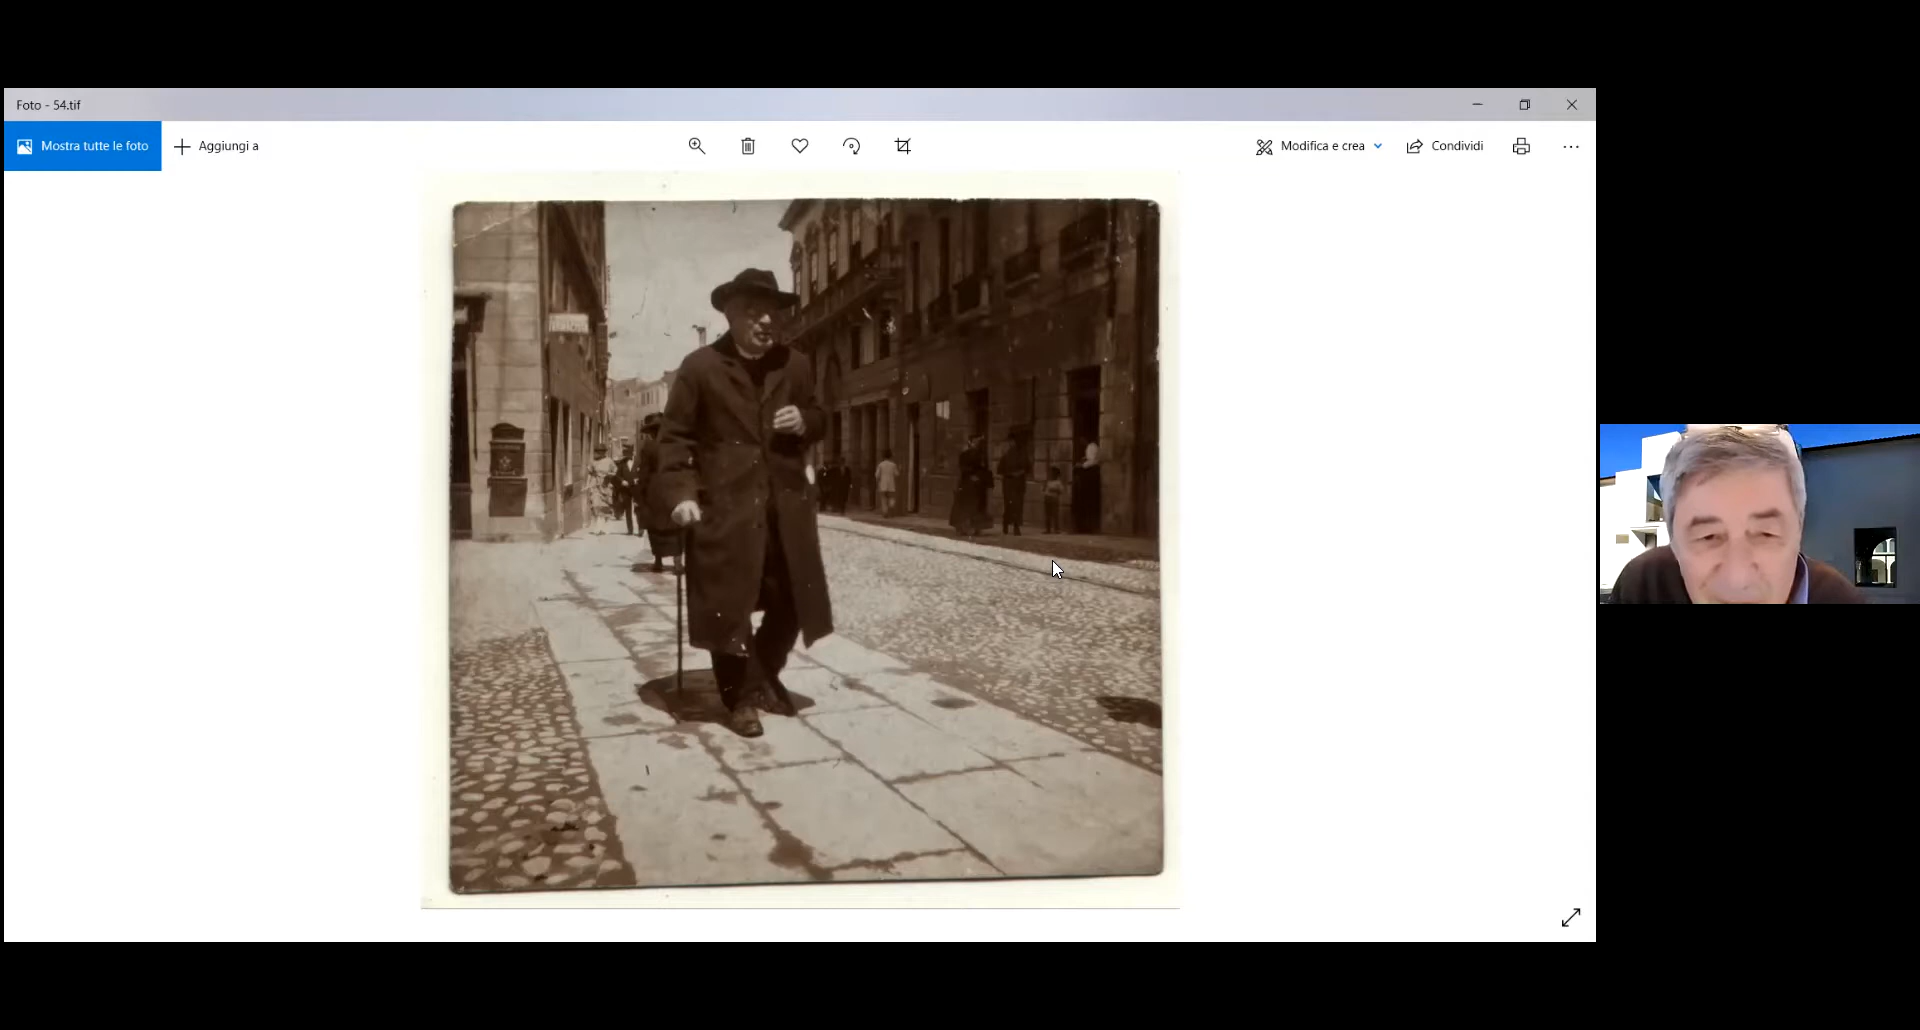 Foto - 54.tif
Mostra tutte le foto
Aggiungi a
Modifica e crea
Condividi